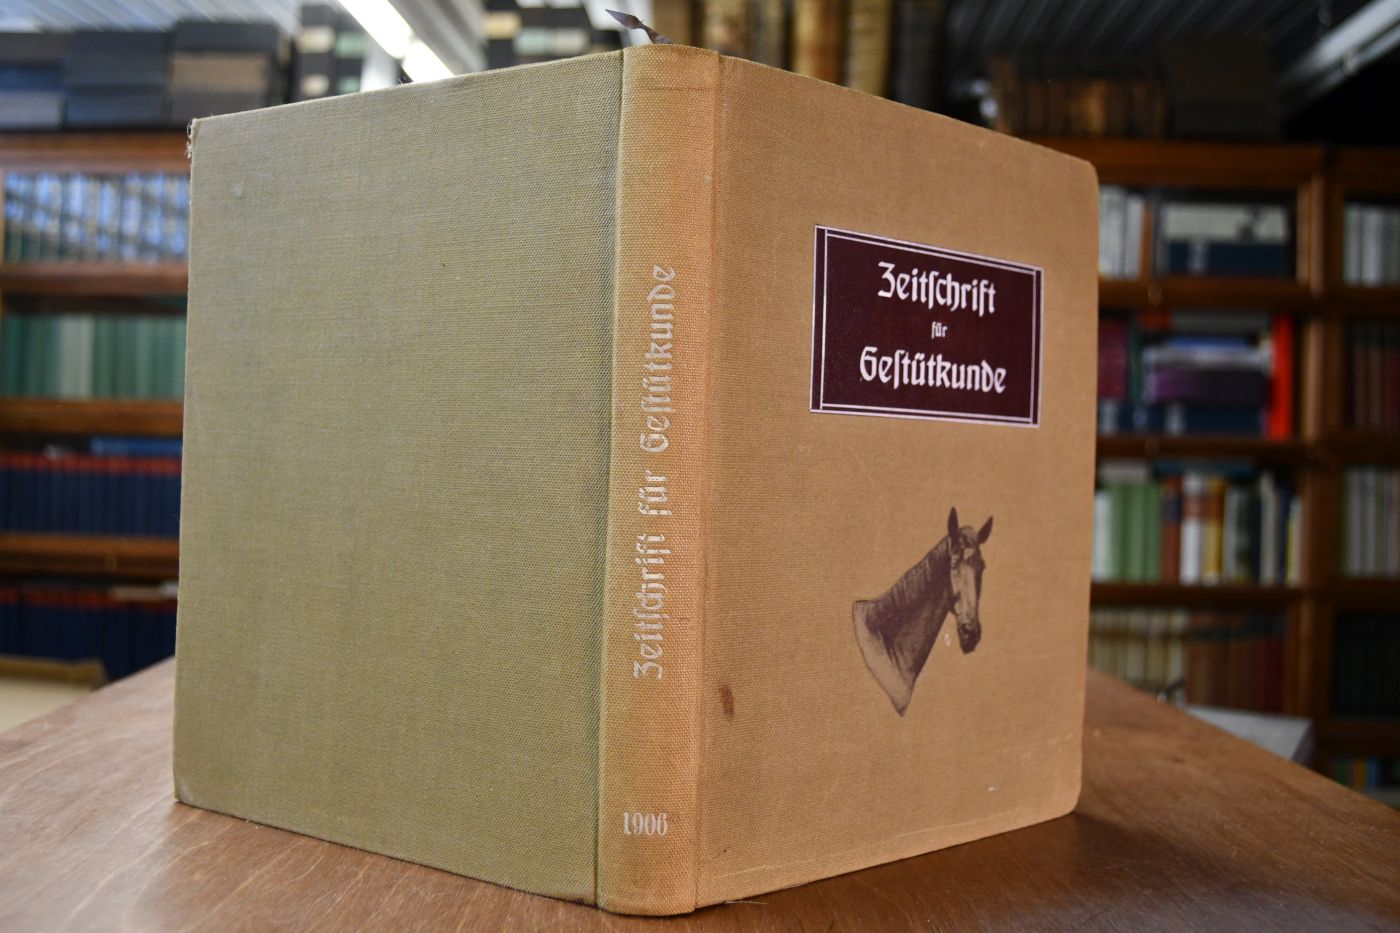 Zeitſchrift für Geſtütkunde
1906
Zeitſchrift
für
Geſtütkunde